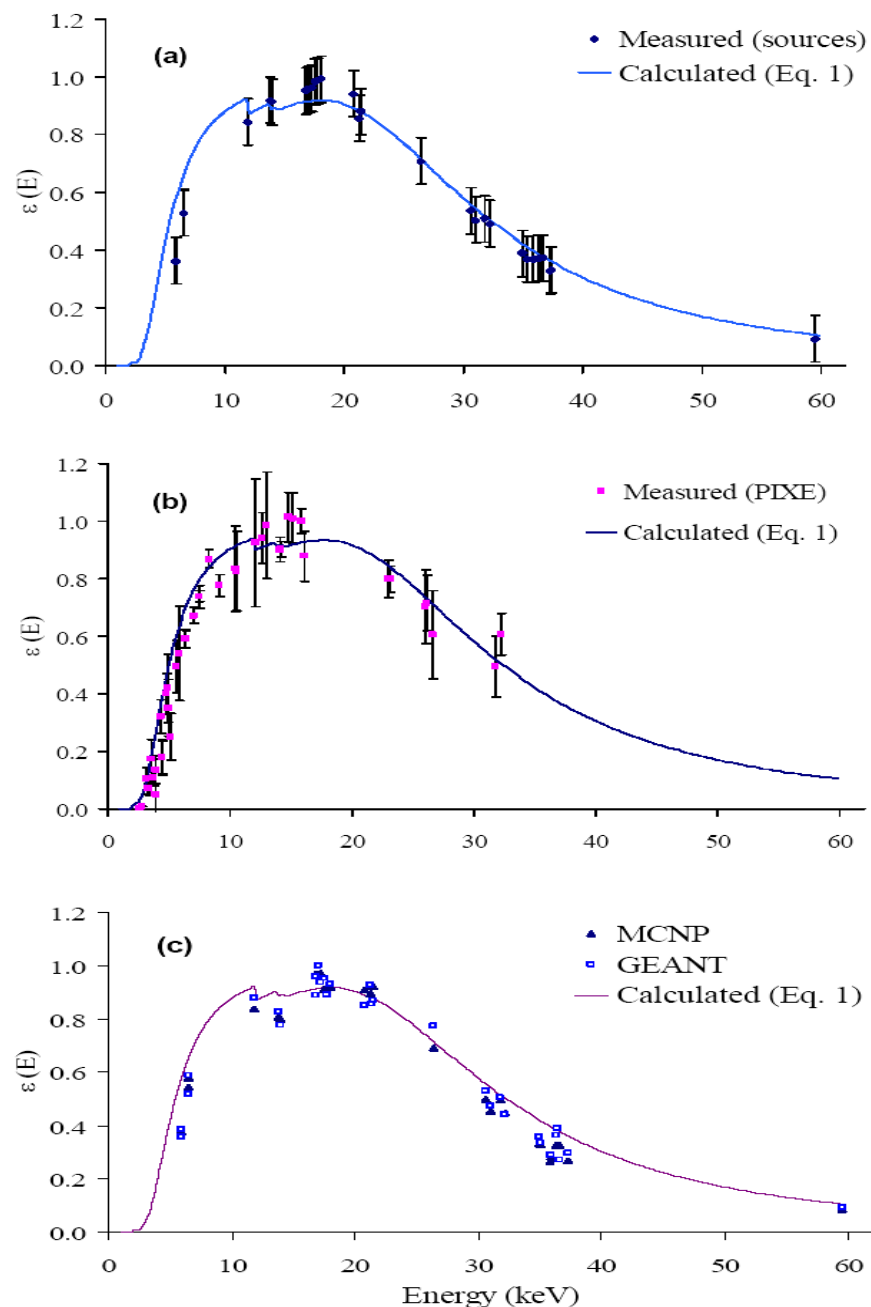 (a)
Measured (sources)
Calculated (Eq. 1)
ε (E)
1.2
1.0
0.8
0.6
0.4
0.2
0.0
0 10 20 30 40 50 60
(b)
Measured (PIXE)
Calculated (Eq. 1)
ε (E)
1.2
1.0
0.8
0.6
0.4
0.2
0.0
0 10 20 30 40 50 60
(c)
MCNP
GEANT
Calculated (Eq. 1)
ε (E)
1.2
1.0
0.8
0.6
0.4
0.2
0.0
0 10 20 30 40 50 60
Energy (keV)